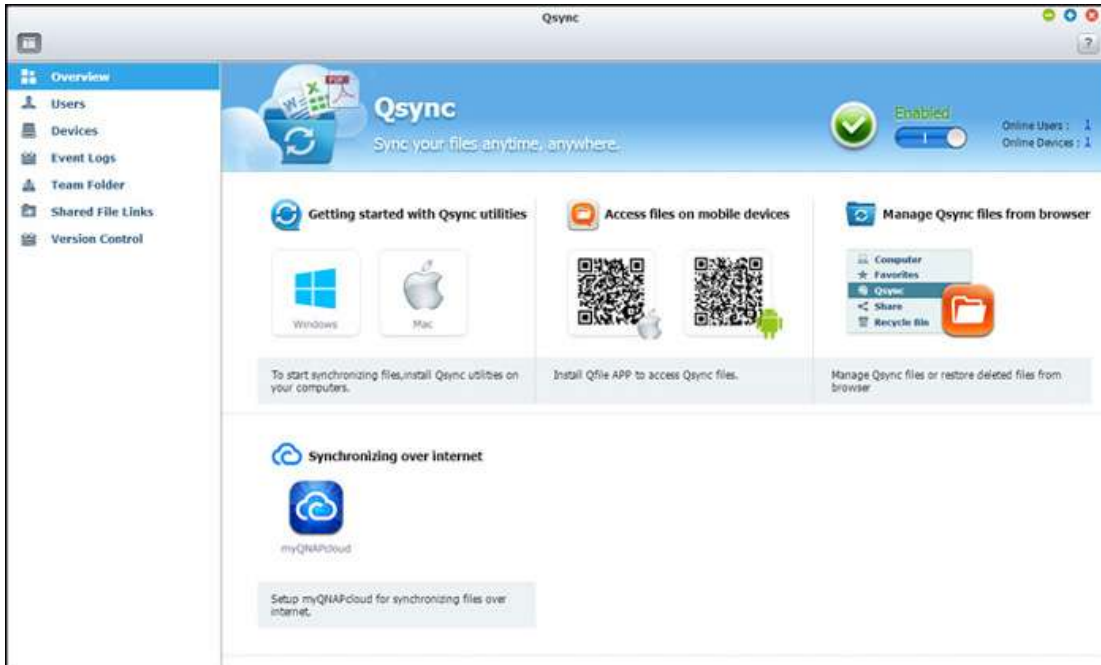 Qsync
?
Overview
Users
Devices
Event Logs
Team Folder
Shared File Links
Version Control
W
X
PDF
Qsync
Sync your files anytime, anywhere.
Enabled
Online Users : 1
Online Devices : 1
Getting started with Qsync utilities
Windows
Mac
To start synchronizing files,install Qsync utilities on
your computers.
Access files on mobile devices
Install Qfile APP to access Qsync files.
Manage Qsync files from browser
Computer
Favorites
Qsync
Share
Recycle Bin
Manage Qsync files or restore deleted files from
browser
Synchronizing over internet
myQNAPcloud
Setup myQNAPcloud for synchronizing files over
internet.